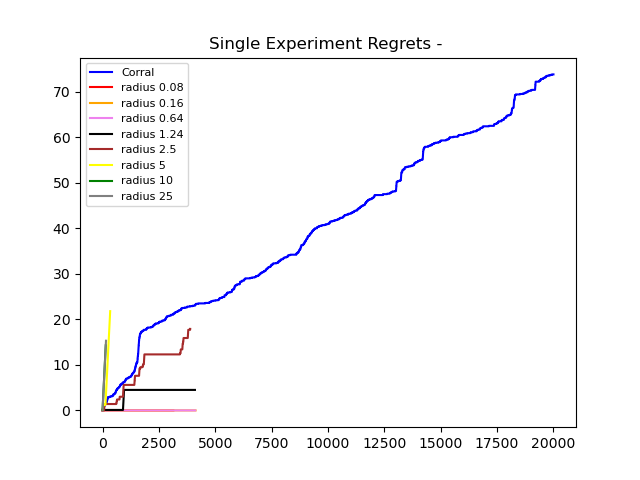 Single Experiment Regrets -
Corral
radius 0.08
radius 0.16
radius 0.64
radius 1.24
radius 2.5
radius 5
radius 10
radius 25
70
60
50
40
30
20
10
0
0 2500 5000 7500 10000 12500 15000 17500 20000